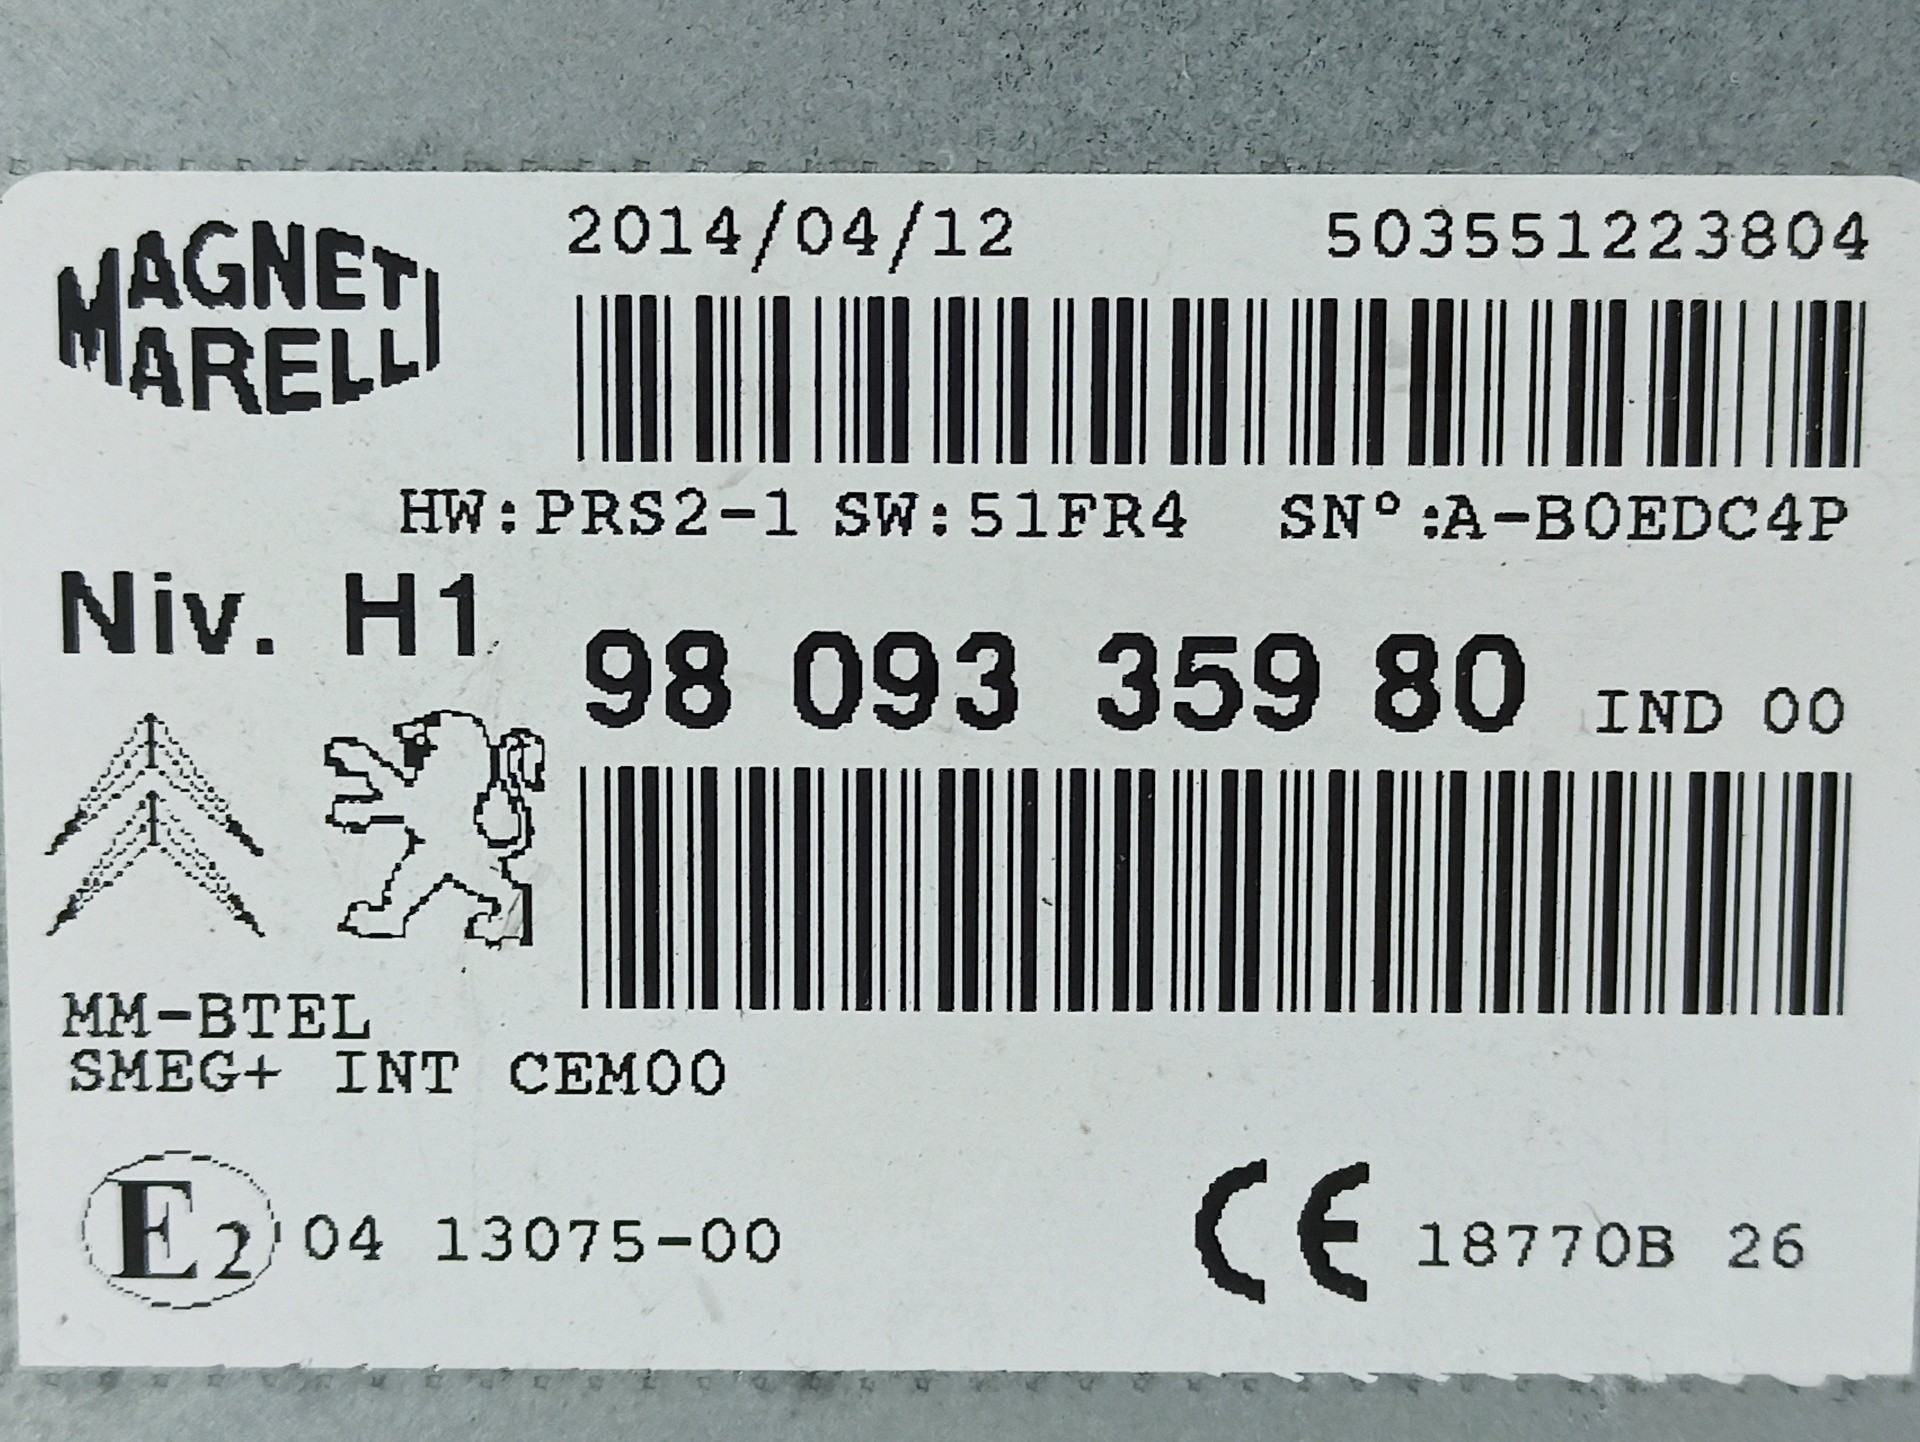 MAGNETI
MARELLI
2014/04/12 503551223804
HW:PRS2-1 SW:51FR4 SN°:A-B0EDC4P
Niv. H1
98 093 359 80 IND 00
MM-BTEL
SMEG+ INT CEM00
E2 04 13075-00
CE 18770B 26